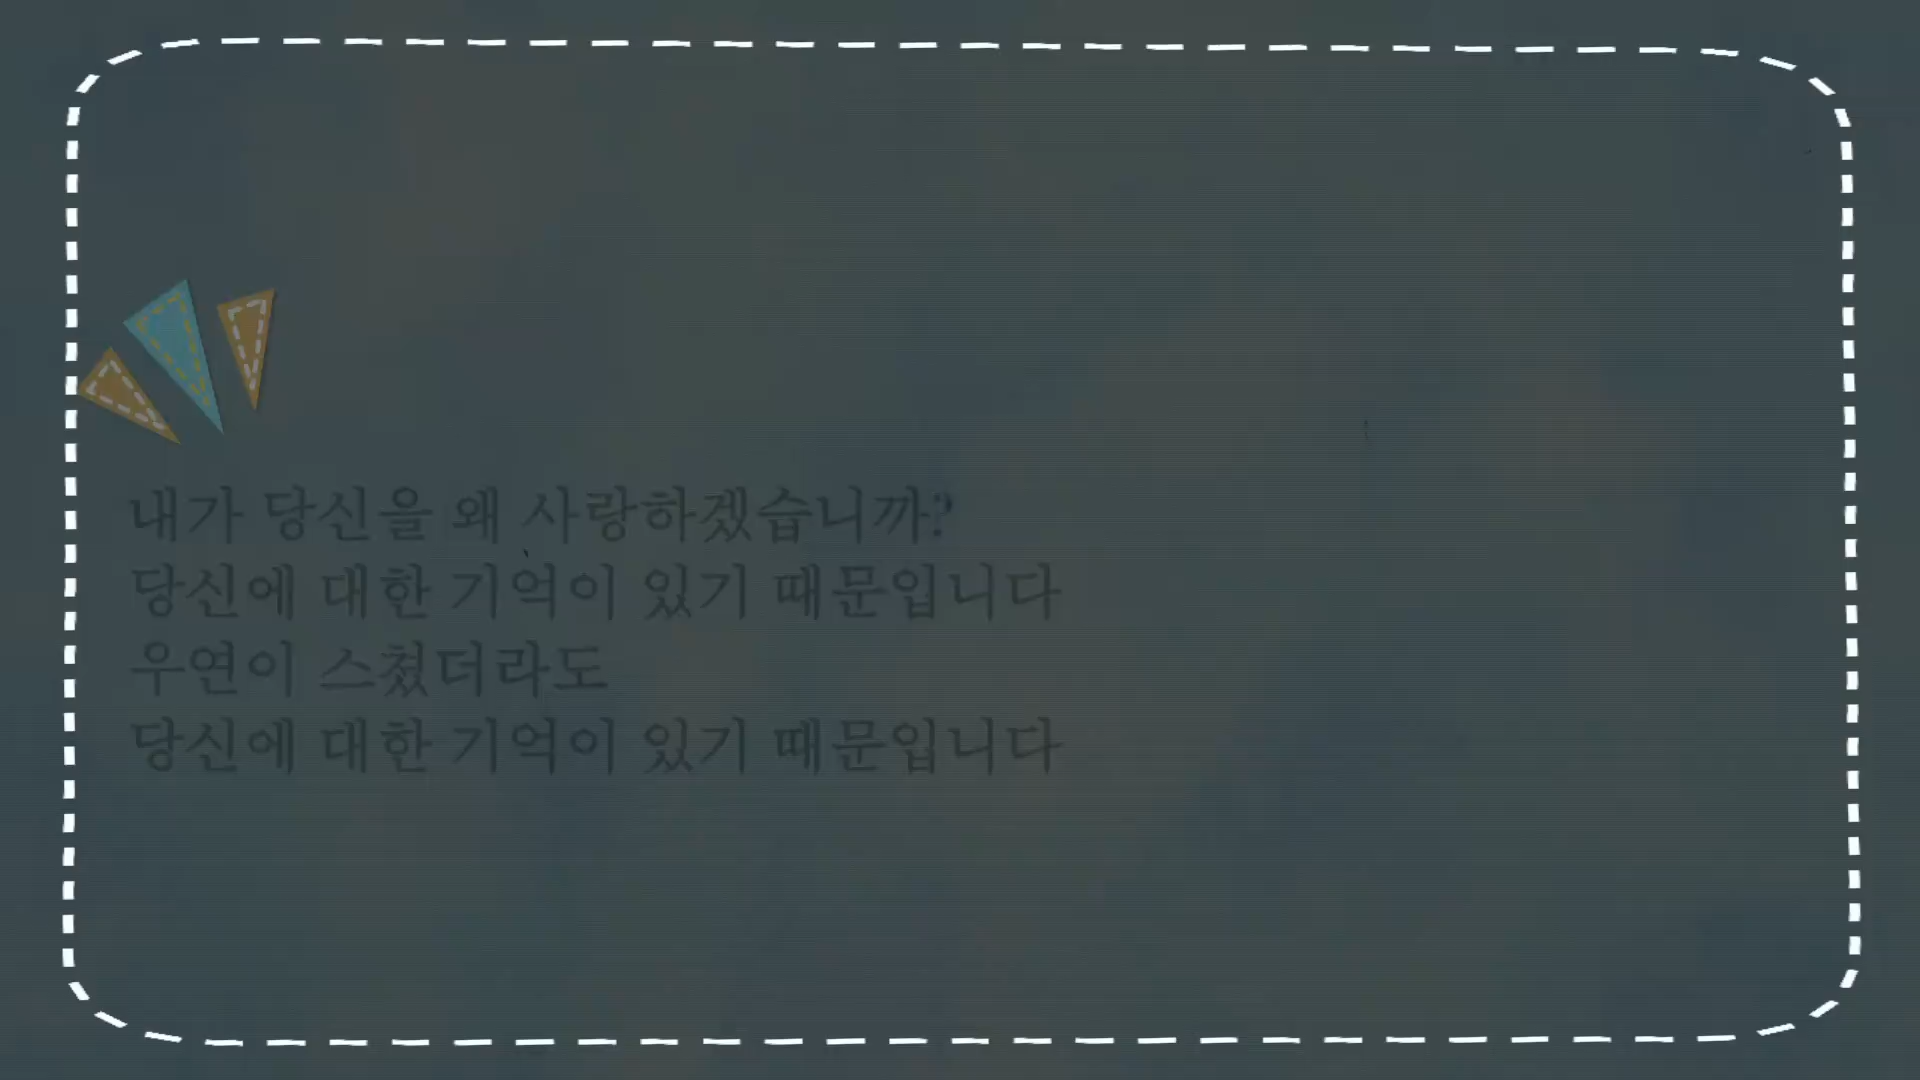 내가 당신을 왜 사랑하겠습니까?
당신에 대한 기억이 있기 때문입니다
우연이 스쳤더라도
당신에 대한 기억이 있기 때문입니다